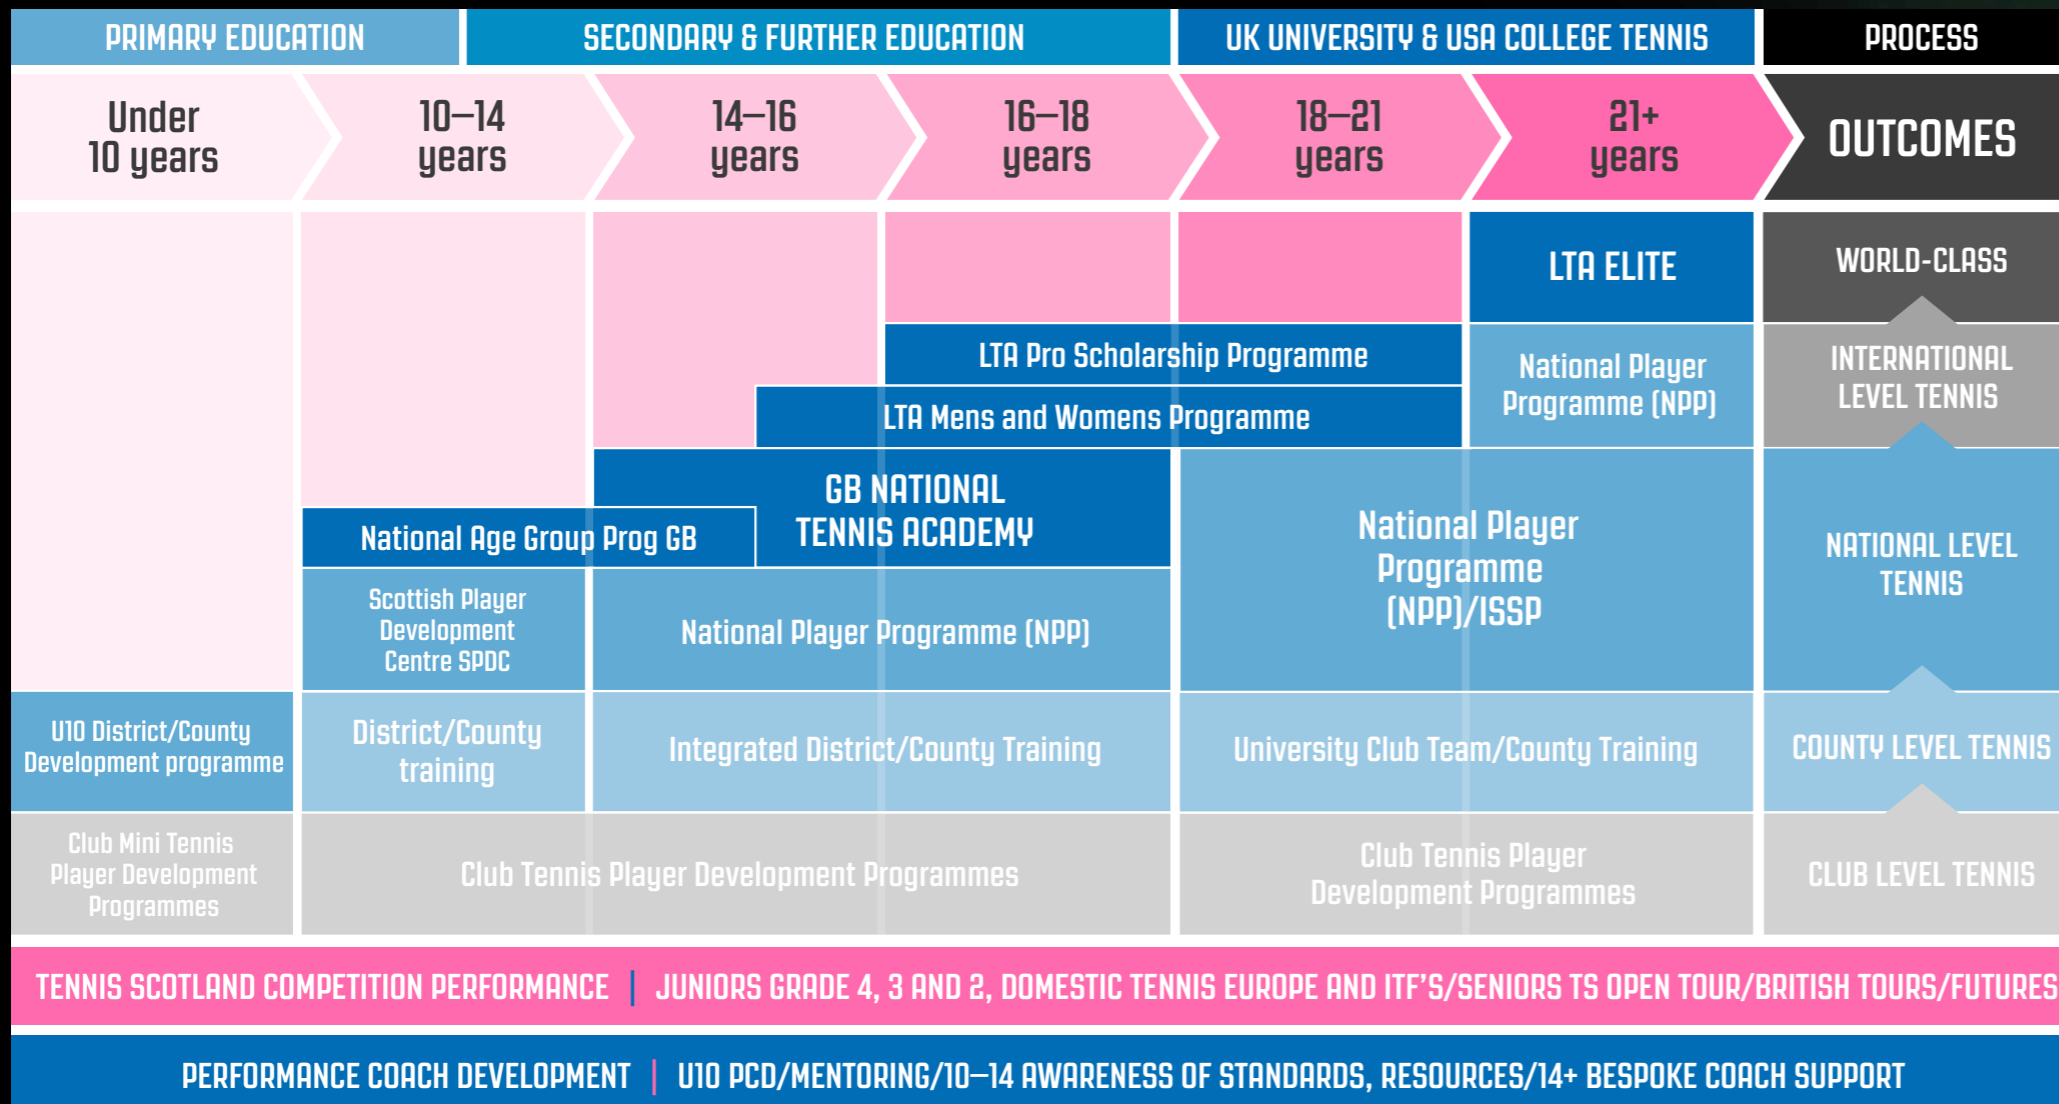 PRIMARY EDUCATION
SECONDARY & FURTHER EDUCATION
UK UNIVERSITY & USA COLLEGE TENNIS
PROCESS
Under
10 years
10–14
years
14–16
years
16–18
years
18–21
years
21+
years
OUTCOMES
LTA ELITE
WORLD-CLASS
LTA Pro Scholarship Programme
LTA Mens and Womens Programme
National Player
Programme (NPP)
INTERNATIONAL
LEVEL TENNIS
GB NATIONAL
TENNIS ACADEMY
National Age Group Prog GB
Scottish Player
Development
Centre SPDC
National Player Programme (NPP)
National Player
Programme
(NPP)/ISSP
NATIONAL LEVEL
TENNIS
U10 District/County
Development programme
District/County
training
Integrated District/County Training
University Club Team/County Training
COUNTY LEVEL TENNIS
Club Mini Tennis
Player Development
Programmes
Club Tennis Player Development Programmes
Club Tennis Player
Development Programmes
CLUB LEVEL TENNIS
TENNIS SCOTLAND COMPETITION PERFORMANCE | JUNIORS GRADE 4, 3 AND 2, DOMESTIC TENNIS EUROPE AND ITF'S/SENIORS TS OPEN TOUR/BRITISH TOURS/FUTURES
PERFORMANCE COACH DEVELOPMENT | U10 PCD/MENTORING/10–14 AWARENESS OF STANDARDS, RESOURCES/14+ BESPOKE COACH SUPPORT